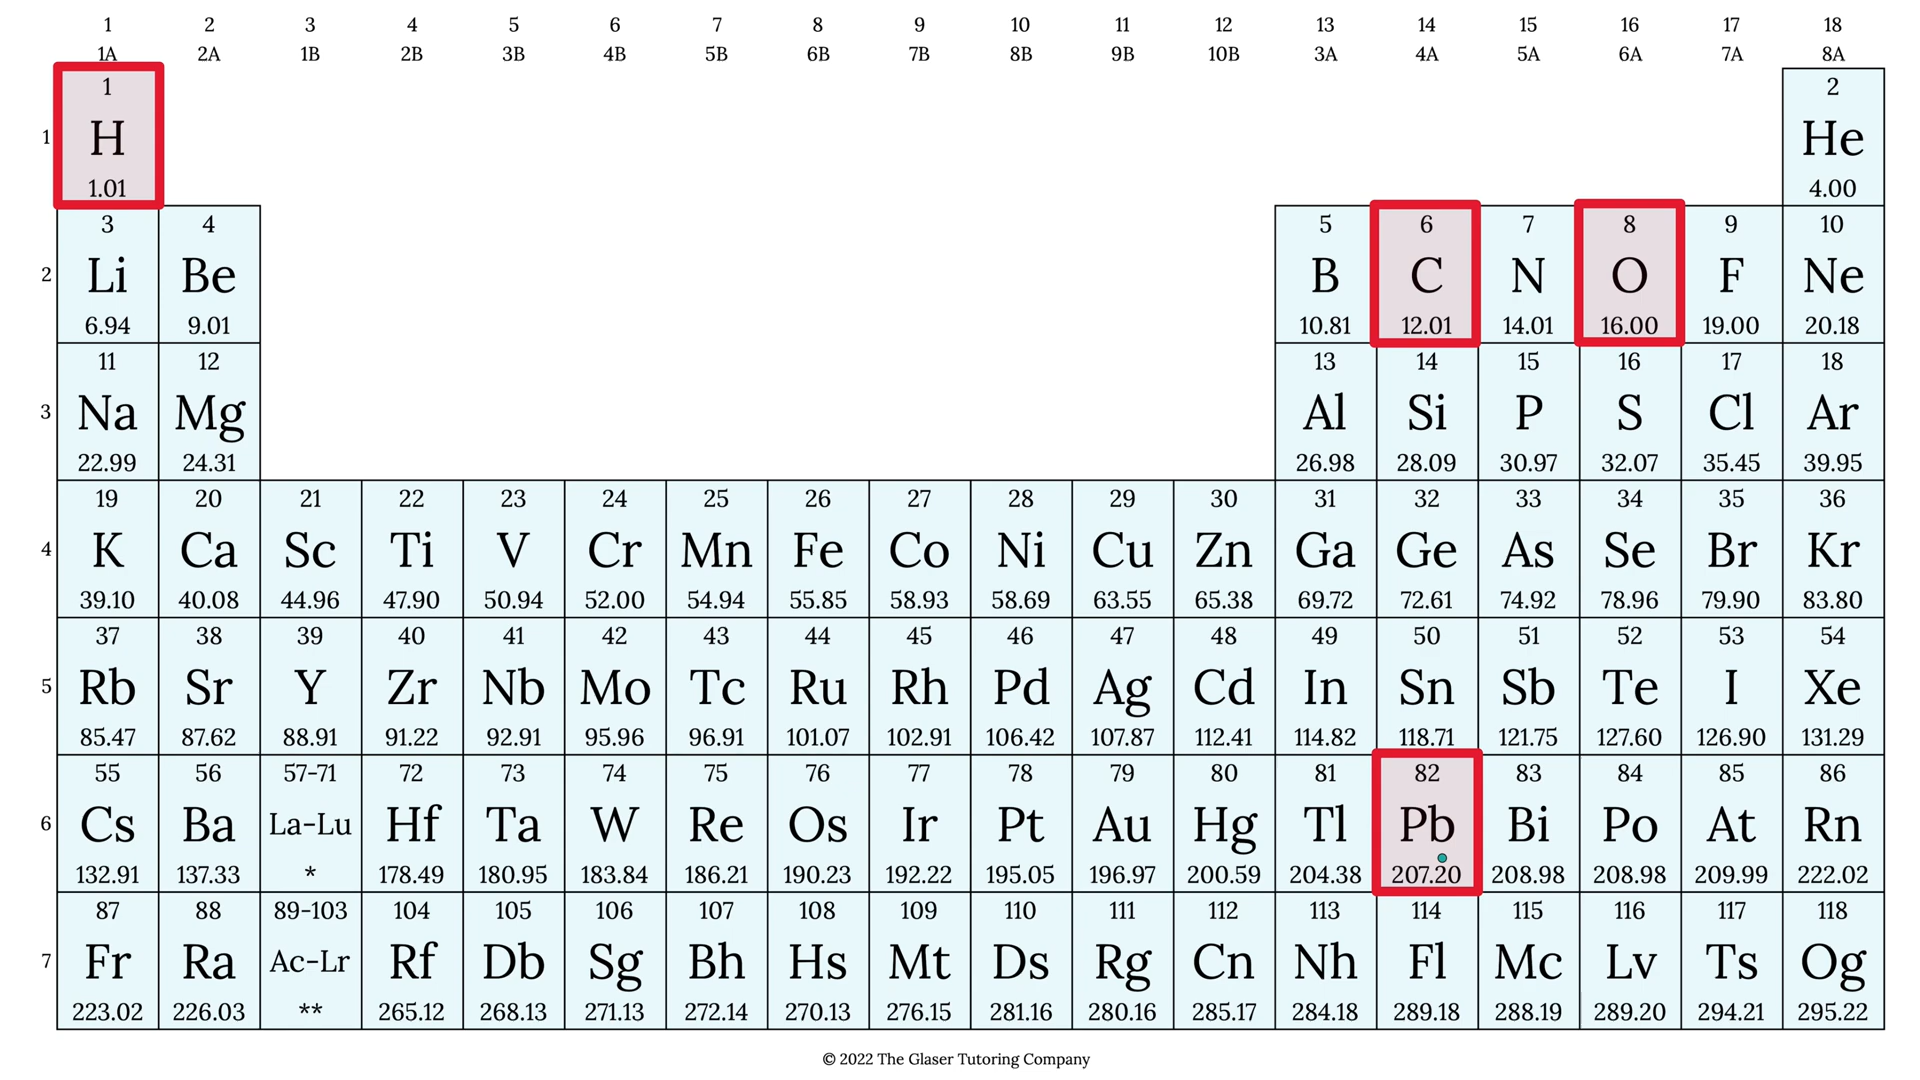 1 2 3 4 5 6 7 8 9 10 11 12 13 14 15 16 17 18
1A 2A 1B 2B 3B 4B 5B 6B 7B 8B 9B 10B 3A 4A 5A 6A 7A 8A
1 2
1 H He
1.01 4.00
3 4 5 6 7 8 9 10
2 Li Be B C N O F Ne
6.94 9.01 10.81 12.01 14.01 16.00 19.00 20.18
11 12 13 14 15 16 17 18
3 Na Mg Al Si P S Cl Ar
22.99 24.31 26.98 28.09 30.97 32.07 35.45 39.95
19 20 21 22 23 24 25 26 27 28 29 30 31 32 33 34 35 36
4 K Ca Sc Ti V Cr Mn Fe Co Ni Cu Zn Ga Ge As Se Br Kr
39.10 40.08 44.96 47.90 50.94 52.00 54.94 55.85 58.93 58.69 63.55 65.38 69.72 72.61 74.92 78.96 79.90 83.80
37 38 39 40 41 42 43 44 45 46 47 48 49 50 51 52 53 54
5 Rb Sr Y Zr Nb Mo Tc Ru Rh Pd Ag Cd In Sn Sb Te I Xe
85.47 87.62 88.91 91.22 92.91 95.96 96.91 101.07 102.91 106.42 107.87 112.41 114.82 118.71 121.75 127.60 126.90 131.29
55 56 57-71 72 73 74 75 76 77 78 79 80 81 82 83 84 85 86
6 Cs Ba La-Lu Hf Ta W Re Os Ir Pt Au Hg Tl Pb Bi Po At Rn
132.91 137.33 * 178.49 180.95 183.84 186.21 190.23 192.22 195.05 196.97 200.59 204.38 207.20 208.98 208.98 209.99 222.02
87 88 89-103 104 105 106 107 108 109 110 111 112 113 114 115 116 117 118
7 Fr Ra Ac-Lr Rf Db Sg Bh Hs Mt Ds Rg Cn Nh Fl Mc Lv Ts Og
223.02 226.03 ** 265.12 268.13 271.13 272.14 270.13 276.15 281.16 280.16 285.17 284.18 289.18 288.19 289.20 294.21 295.22
© 2022 The Glaser Tutoring Company